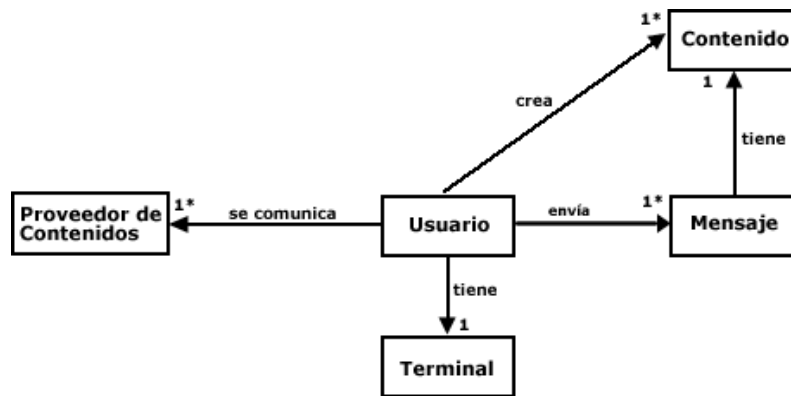 1*
Contenido
1
crea
tiene
Proveedor de
Contenidos
1*
se comunica
Usuario
envía
1*
Mensaje
tiene
1
Terminal